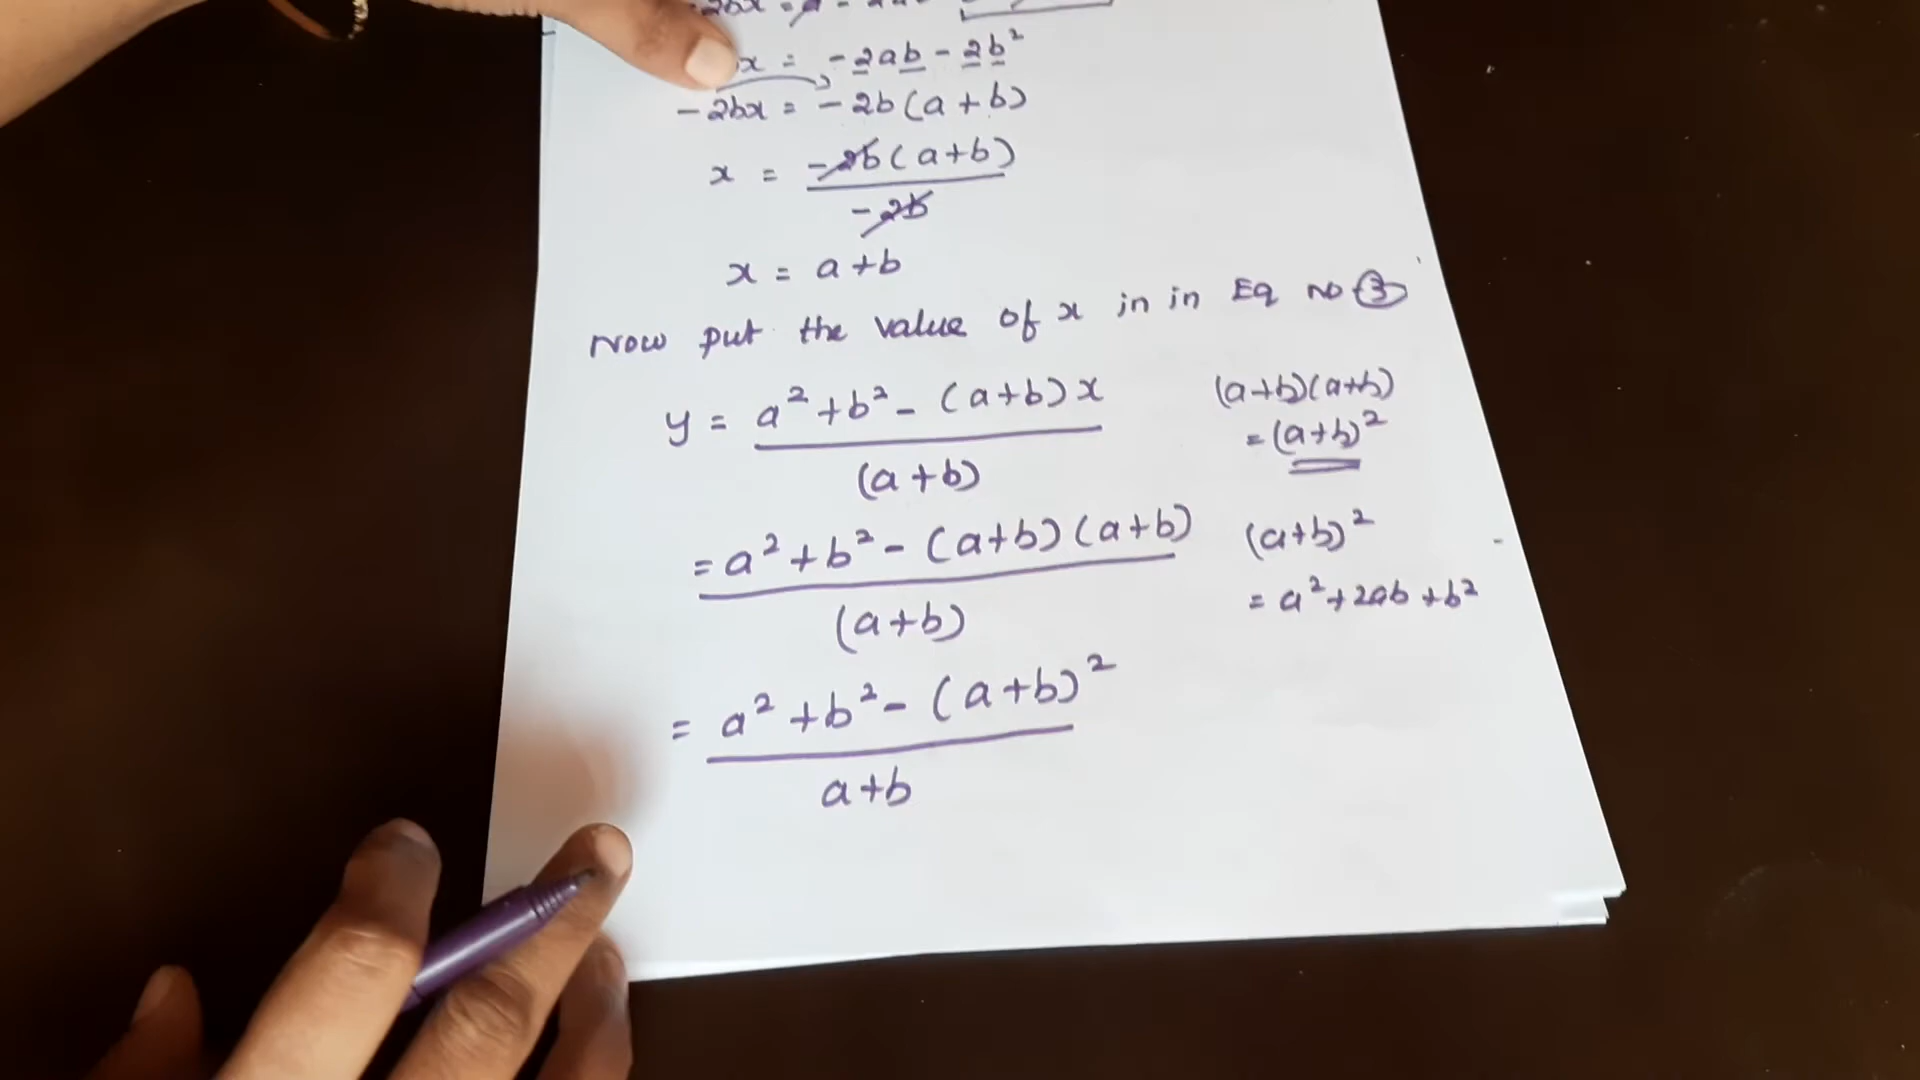 x = -2ab - 2b²
-2bx = -2b(a+b)
x = -2b(a+b)
-2b
x = a+b
Now put the value of x in in Eq no ③
y = a²+b² - (a+b)x
(a+b)
(a+b)(a+b)
= (a+b)²
= a²+b² - (a+b)(a+b)
(a+b)
(a+b)²
= a²+2ab+b²
= a²+b² - (a+b)²
a+b